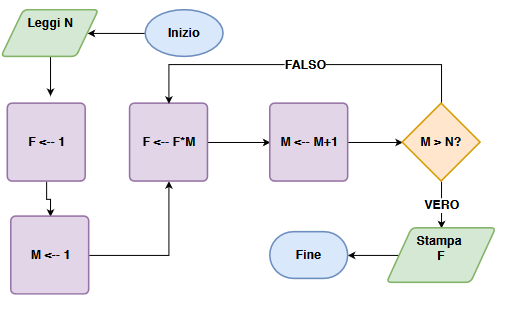 Inizio
Leggi N
F <-- 1
M <-- 1
F <-- F*M
M <-- M+1
M > N?
FALSO
VERO
Stampa
F
Fine